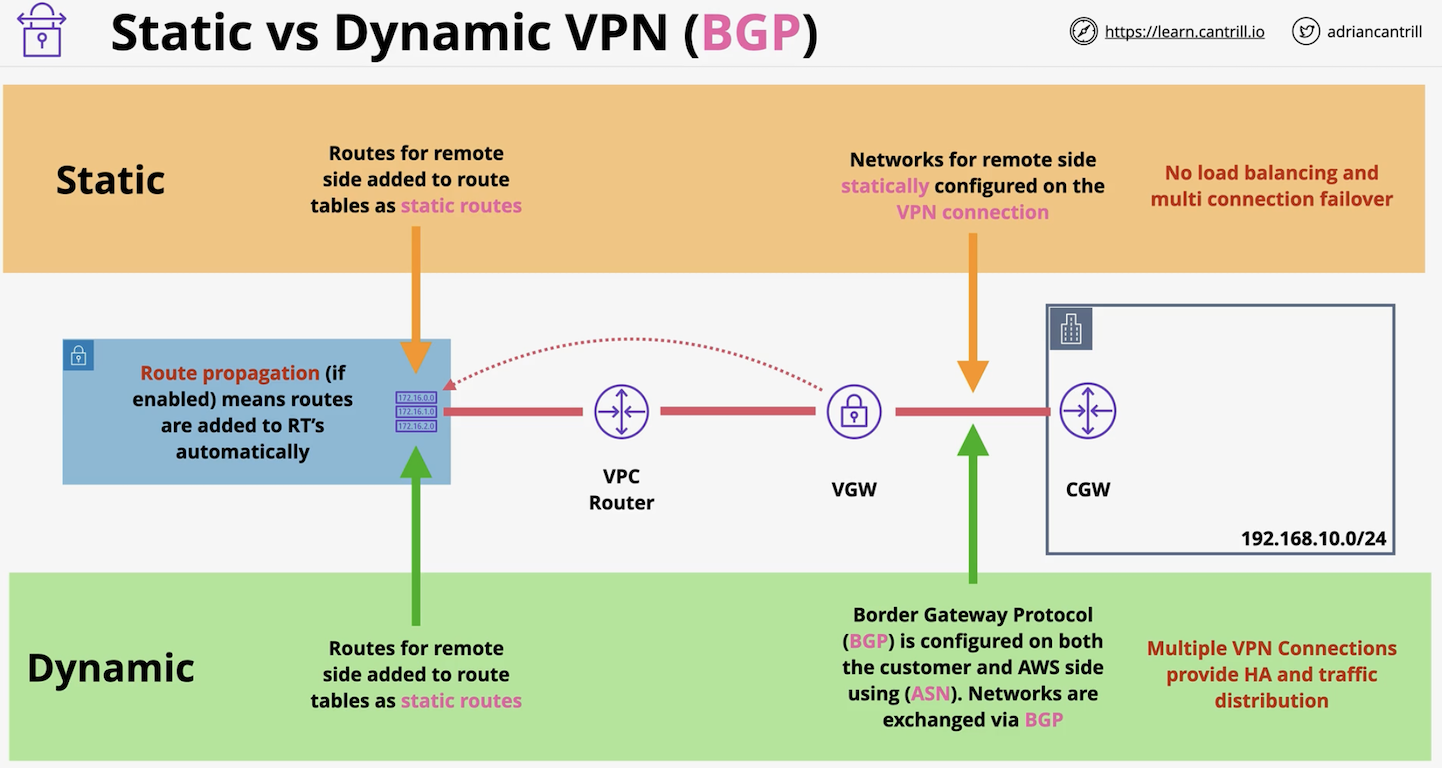 Static vs Dynamic VPN (BGP)
https://learn.cantrill.io
adriancantrill
Static
Routes for remote
side added to route
tables as static routes
Networks for remote side
statically configured on the
VPN connection
No load balancing and
multi connection failover
Route propagation (if
enabled) means routes
are added to RT’s
automatically
172.16.0.0
172.16.1.0
172.16.2.0
VPC
Router
VGW
CGW
192.168.10.0/24
Dynamic
Routes for remote
side added to route
tables as static routes
Border Gateway Protocol
(BGP) is configured on both
the customer and AWS side
using (ASN). Networks are
exchanged via BGP
Multiple VPN Connections
provide HA and traffic
distribution